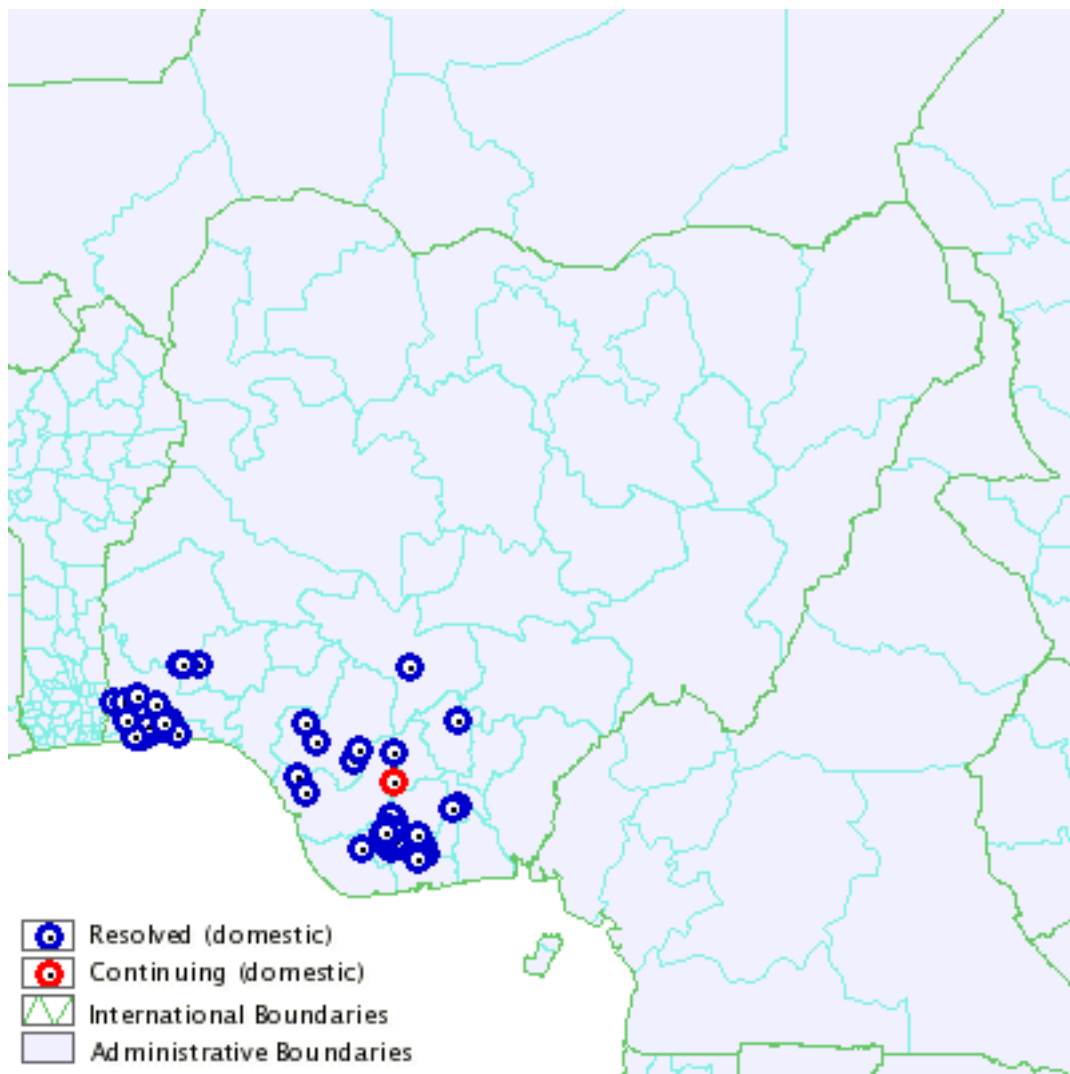 Resolved (domestic)
Continuing (domestic)
International Boundaries
Administrative Boundaries